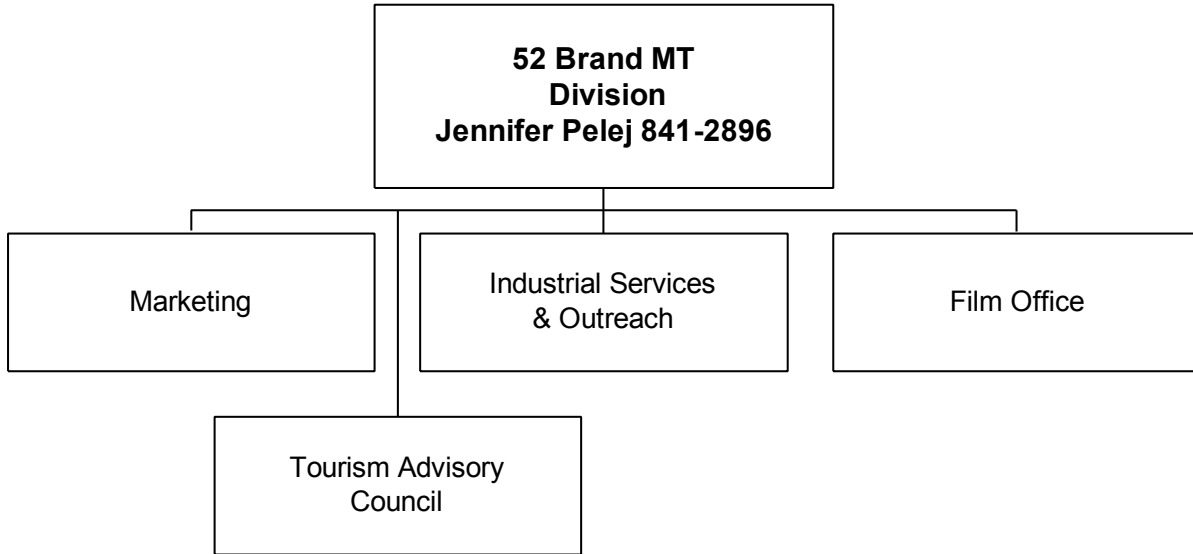 52 Brand MT
Division
Jennifer Pelej 841-2896
Marketing
Industrial Services
& Outreach
Film Office
Tourism Advisory
Council